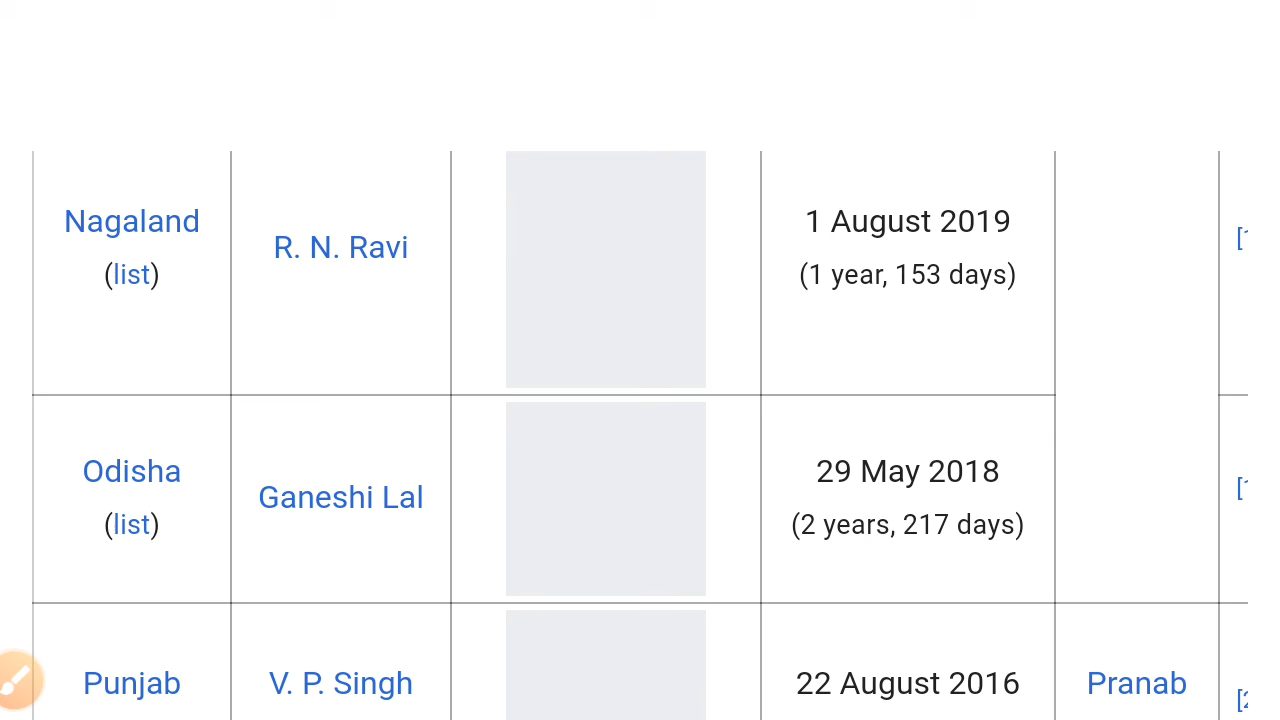 Nagaland
(list)
R. N. Ravi
1 August 2019
(1 year, 153 days)
Odisha
(list)
Ganeshi Lal
29 May 2018
(2 years, 217 days)
Punjab
V. P. Singh
22 August 2016
Pranab